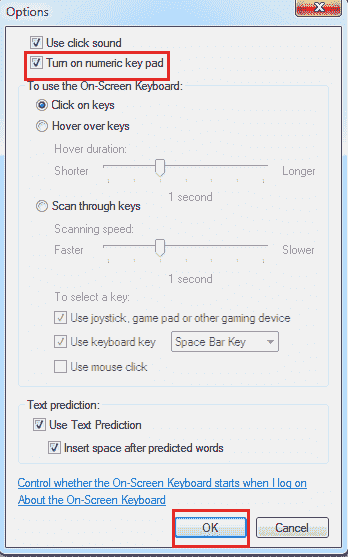 Options
Use click sound
Turn on numeric key pad
To use the On-Screen Keyboard:
Click on keys
Hover over keys
Hover duration:
Shorter
Longer
1 second
Scan through keys
Scanning speed:
Faster
Slower
1 second
To select a key:
Use joystick, game pad or other gaming device
Use keyboard key
Space Bar Key
Use mouse click
Text prediction:
Use Text Prediction
Insert space after predicted words
Control whether the On-Screen Keyboard starts when I log on
About the On-Screen Keyboard
OK
Cancel